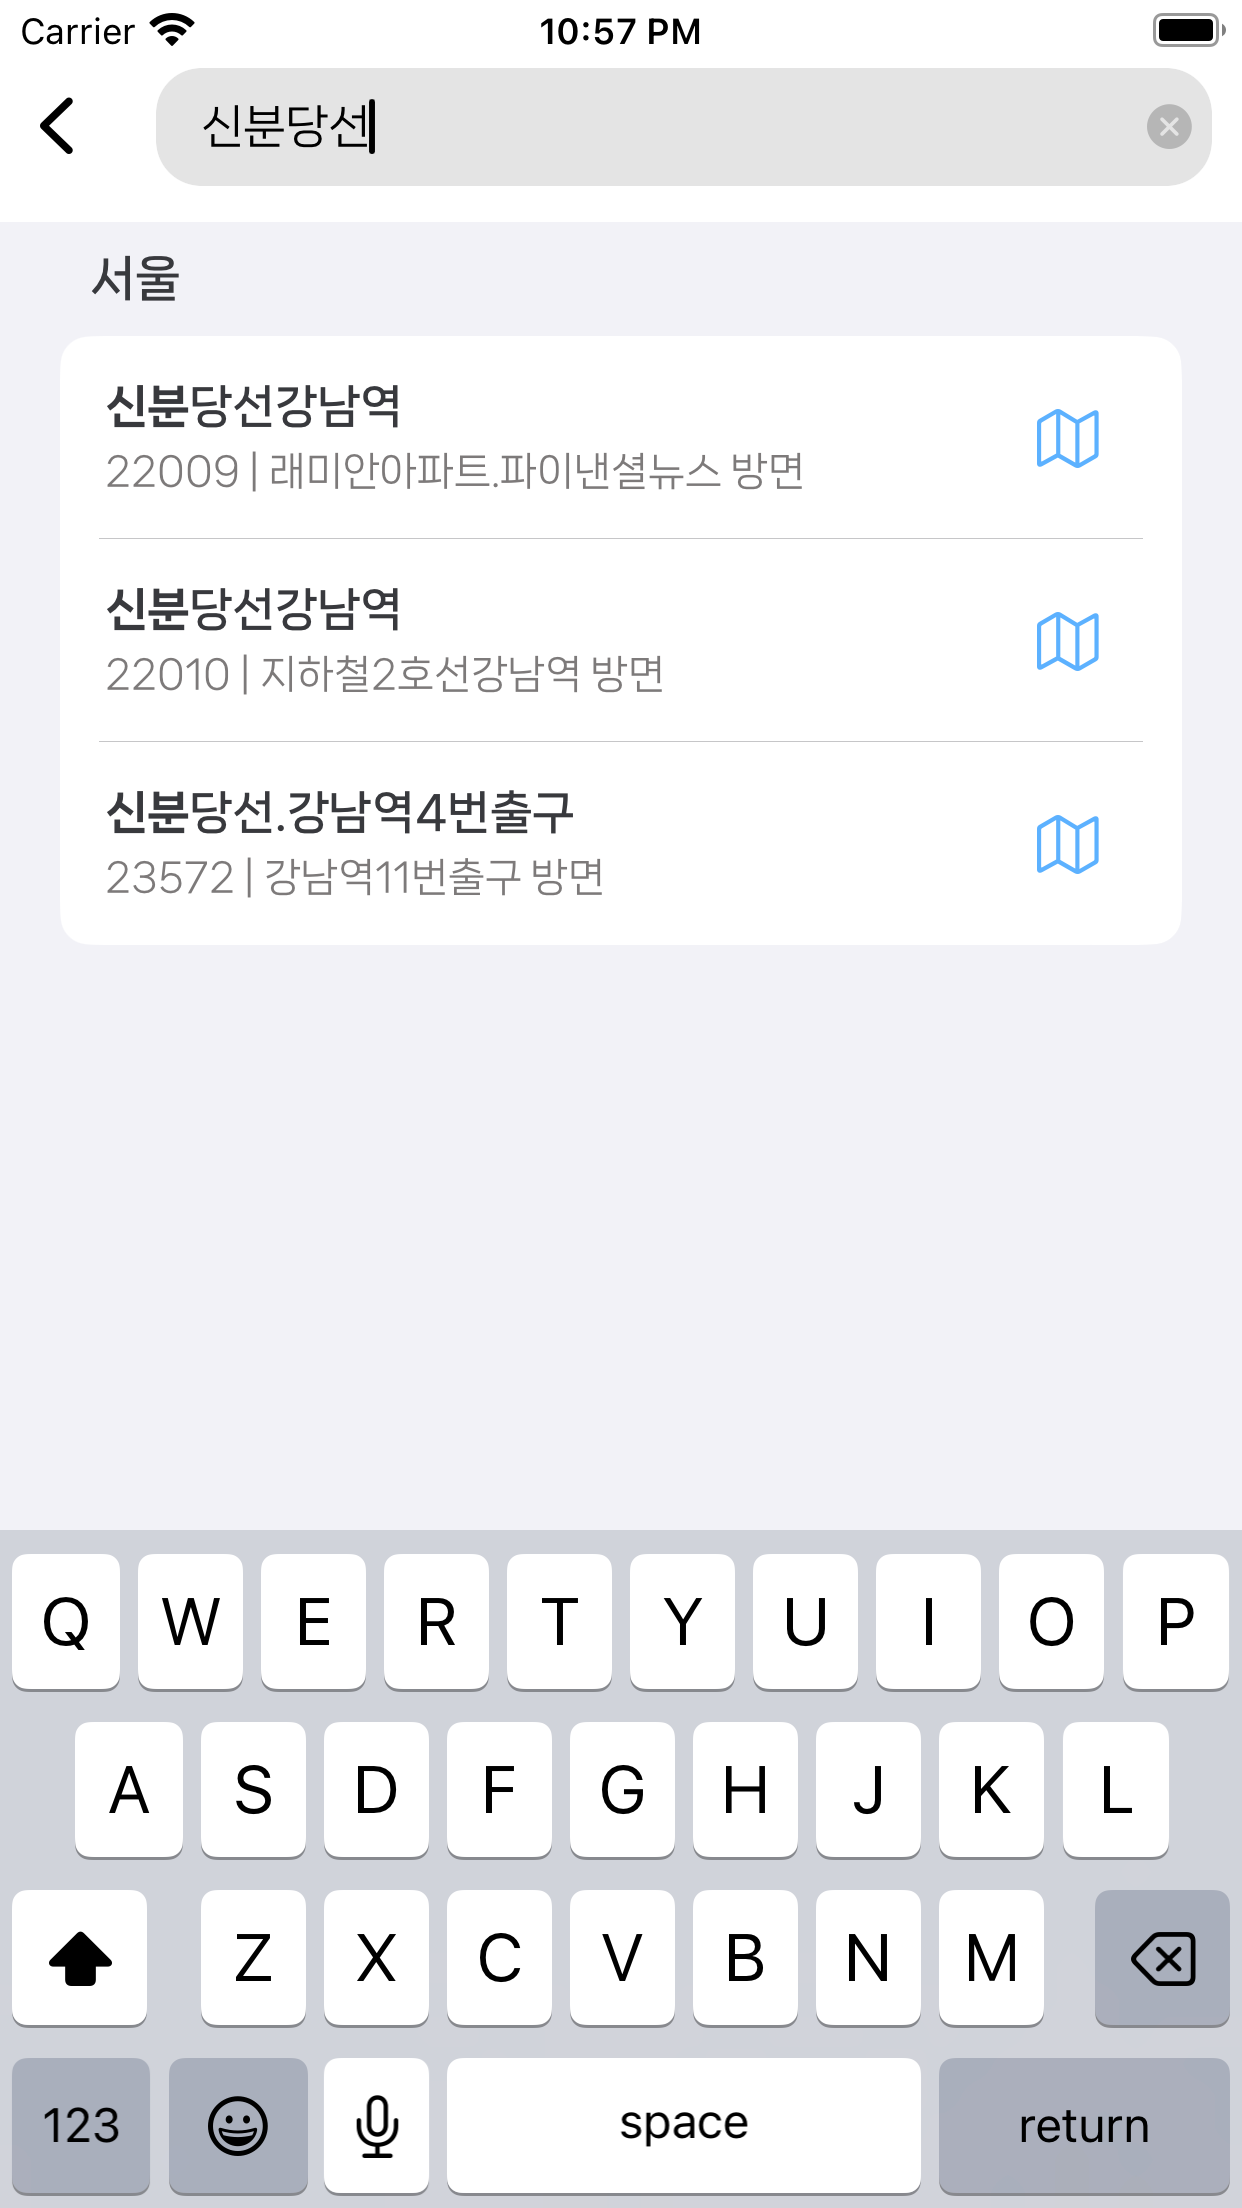 Carrier 10:57 PM
신분당선
서울
신분당선강남역
22009 | 래미안아파트.파이낸셜뉴스 방면
신분당선강남역
22010 | 지하철2호선강남역 방면
신분당선.강남역4번출구
23572 | 강남역11번출구 방면
Q W E R T Y U I O P
A S D F G H J K L
Z X C V B N M
123 space return